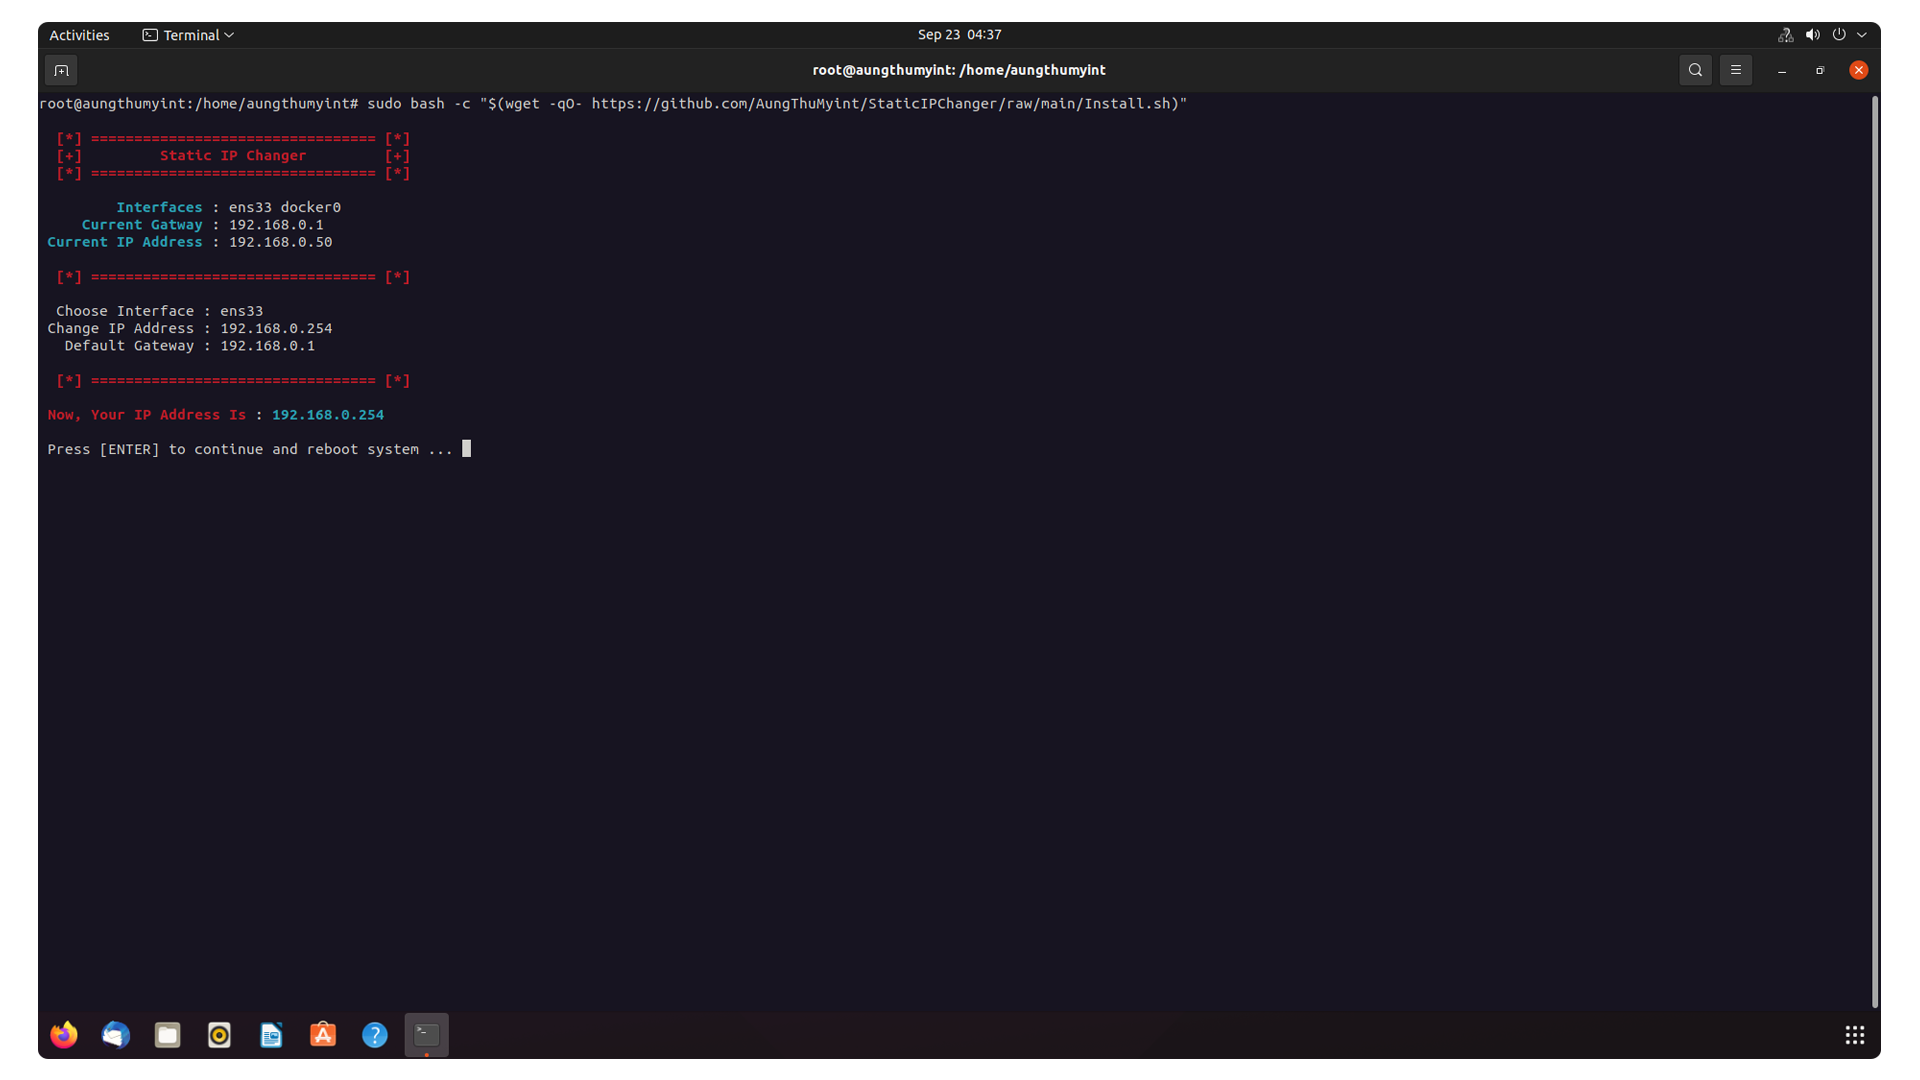 Activities
Terminal
Sep 23 04:37
root@aungthumyint: /home/aungthumyint
root@aungthumyint:/home/aungthumyint# sudo bash -c "$(wget -qO- https://github.com/AungThuMyint/StaticIPChanger/raw/main/Install.sh)"
[*] ================================= [*]
[+] Static IP Changer [+]
[*] ================================= [*]
Interfaces : ens33 docker0
Current Gatway : 192.168.0.1
Current IP Address : 192.168.0.50
[*] ================================= [*]
Choose Interface : ens33
Change IP Address : 192.168.0.254
Default Gateway : 192.168.0.1
[*] ================================= [*]
Now, Your IP Address Is : 192.168.0.254
Press [ENTER] to continue and reboot system ...